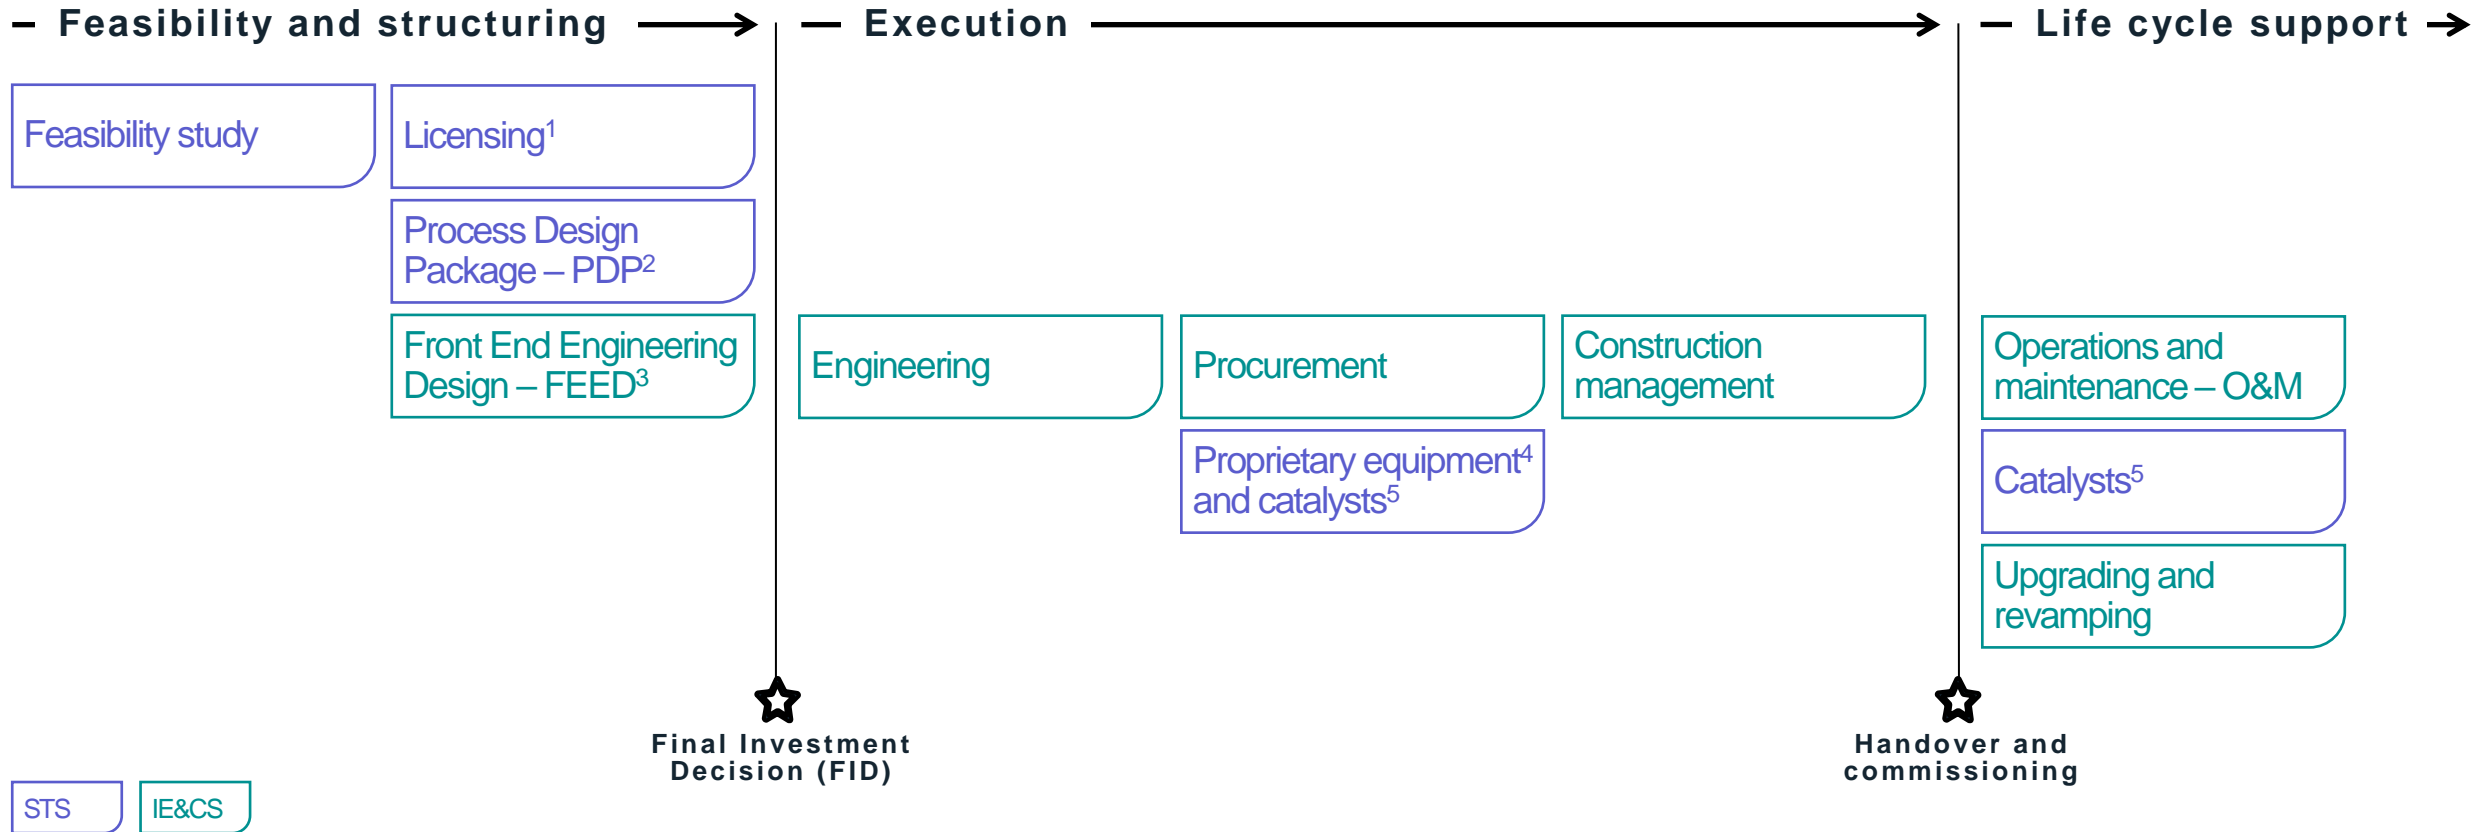 Feasibility and structuring
Execution
Life cycle support
Feasibility study
Licensing¹
Process Design
Package – PDP²
Front End Engineering
Design – FEED³
Engineering
Procurement
Construction
management
Proprietary equipment⁴
and catalysts⁵
Operations and
maintenance – O&M
Catalysts⁵
Upgrading and
revamping
Final Investment
Decision (FID)
Handover and
commissioning
STS
IE&CS